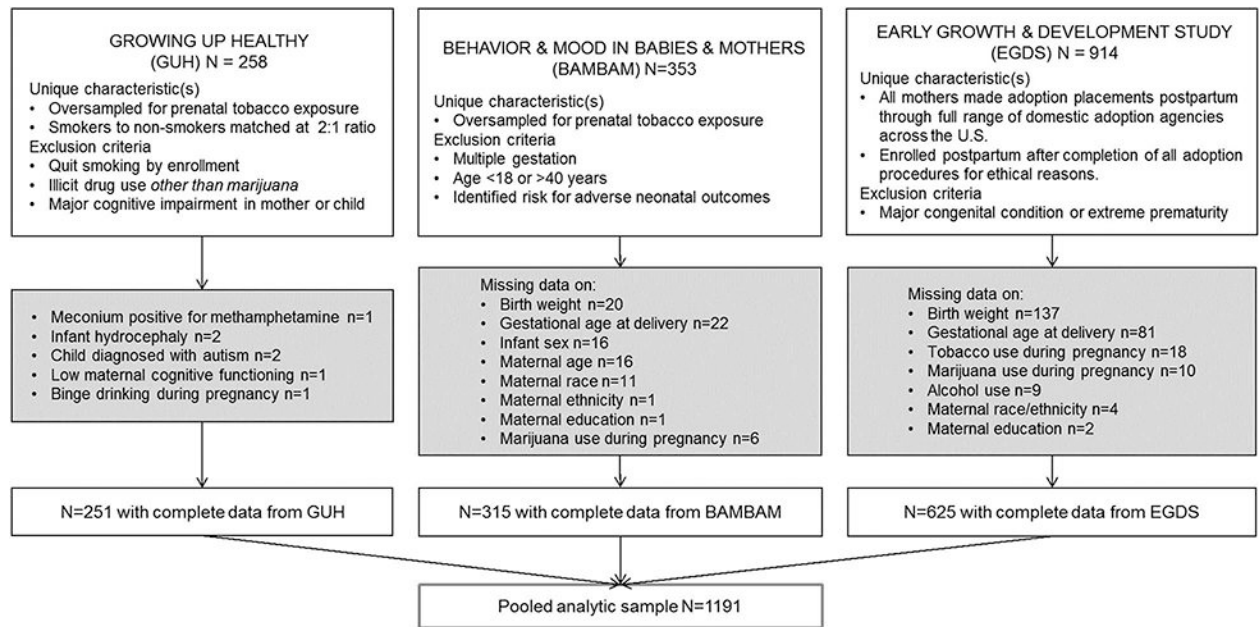 GROWING UP HEALTHY
(GUH) N = 258
Unique characteristic(s)
• Oversampled for prenatal tobacco exposure
• Smokers to non-smokers matched at 2:1 ratio
Exclusion criteria
• Quit smoking by enrollment
• Illicit drug use other than marijuana
• Major cognitive impairment in mother or child
BEHAVIOR & MOOD IN BABIES & MOTHERS
(BAMBAM) N=353
Unique characteristic(s)
• Oversampled for prenatal tobacco exposure
Exclusion criteria
• Multiple gestation
• Age <18 or >40 years
• Identified risk for adverse neonatal outcomes
EARLY GROWTH & DEVELOPMENT STUDY
(EGDS) N = 914
Unique characteristic(s)
• All mothers made adoption placements postpartum
through full range of domestic adoption agencies
across the U.S.
• Enrolled postpartum after completion of all adoption
procedures for ethical reasons.
Exclusion criteria
• Major congenital condition or extreme prematurity
• Meconium positive for methamphetamine n=1
• Infant hydrocephaly n=2
• Child diagnosed with autism n=2
• Low maternal cognitive functioning n=1
• Binge drinking during pregnancy n=1
Missing data on:
• Birth weight n=20
• Gestational age at delivery n=22
• Infant sex n=16
• Maternal age n=16
• Maternal race n=11
• Maternal ethnicity n=1
• Maternal education n=1
• Marijuana use during pregnancy n=6
Missing data on:
• Birth weight n=137
• Gestational age at delivery n=81
• Tobacco use during pregnancy n=18
• Marijuana use during pregnancy n=10
• Alcohol use n=9
• Maternal race/ethnicity n=4
• Maternal education n=2
N=251 with complete data from GUH
N=315 with complete data from BAMBAM
N=625 with complete data from EGDS
Pooled analytic sample N=1191